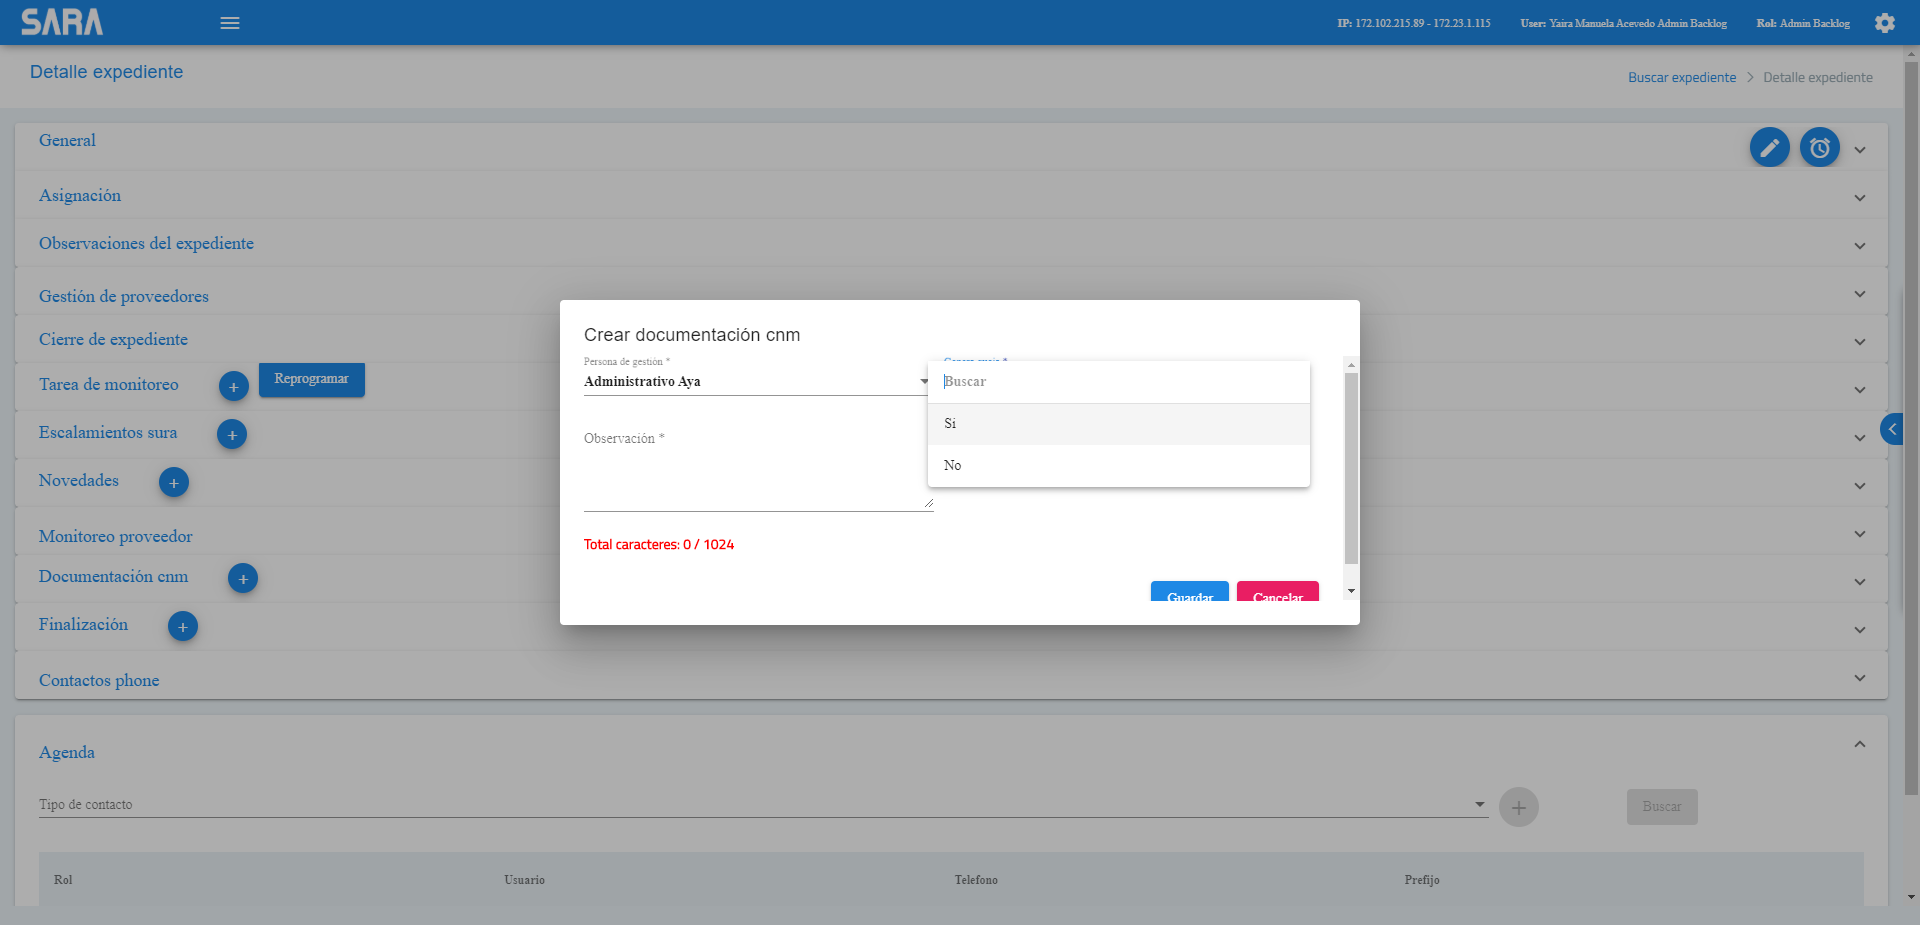 SARA
IP: 172.102.215.89 - 172.23.1.115
User: Yaira Manuela Acevedo Admin Backlog
Rol: Admin Backlog
Detalle expediente
Buscar expediente > Detalle expediente
General
Asignación
Observaciones del expediente
Gestión de proveedores
Cierre de expediente
Tarea de monitoreo
Reprogramar
Escalamientos sura
Novedades
Monitoreo proveedor
Documentación cnm
Finalización
Contactos phone
Crear documentación cnm
Persona de gestión *
Administrativo Aya
Buscar
Si
No
Observación *
Total caracteres: 0 / 1024
Guardar
Cancelar
Agenda
Tipo de contacto
Buscar
Rol
Usuario
Telefono
Prefijo